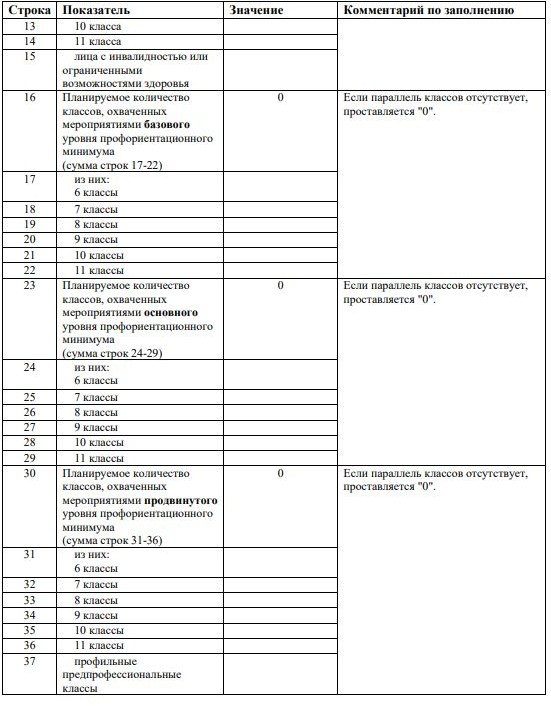 Строка Показатель Значение Комментарий по заполнению
13 10 класса
14 11 класса
15 лица с инвалидностью или
ограниченными
возможностями здоровья
16 Планируемое количество 0 Если параллель классов отсутствует,
классов, охваченных проставляется "0".
мероприятиями базового
уровня профориентационного
минимума
(сумма строк 17-22)
17 из них:
6 классы
18 7 классы
19 8 классы
20 9 классы
21 10 классы
22 11 классы
23 Планируемое количество 0 Если параллель классов отсутствует,
классов, охваченных проставляется "0".
мероприятиями основного
уровня профориентационного
минимума
(сумма строк 24-29)
24 из них:
6 классы
25 7 классы
26 8 классы
27 9 классы
28 10 классы
29 11 классы
30 Планируемое количество 0 Если параллель классов отсутствует,
классов, охваченных проставляется "0".
мероприятиями продвинутого
уровня профориентационного
минимума
(сумма строк 31-36)
31 из них:
6 классы
32 7 классы
33 8 классы
34 9 классы
35 10 классы
36 11 классы
37 профильные
предпрофессиональные
классы